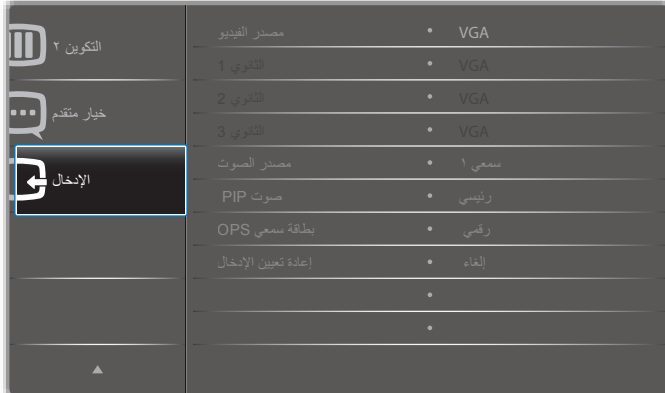 التكوين ٢
خيار متقدم
الإدخال
مصدر الفيديو • VGA
الثانوي 1 • VGA
الثانوي 2 • VGA
الثانوي 3 • VGA
مصدر الصوت • سمعي ١
صوت PIP • رئيسي
بطاقة سمعي OPS • رقمي
إعادة تعيين الإدخال • إلغاء